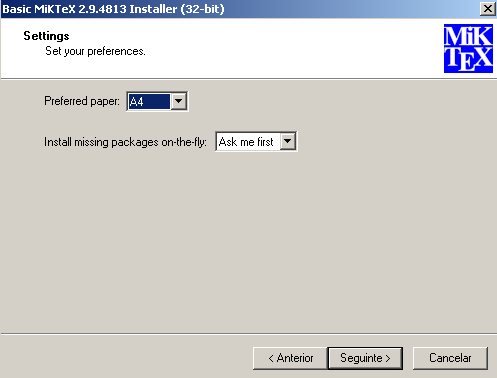 Basic MiKTeX 2.9.4813 Installer (32-bit)
Settings
Set your preferences.
MiK
TEX
Preferred paper: A4
Install missing packages on-the-fly: Ask me first
< Anterior Seguinte > Cancelar